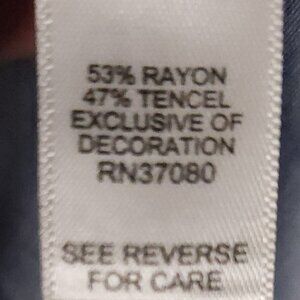 53% RAYON
47% TENCEL
EXCLUSIVE OF
DECORATION
RN37080
SEE REVERSE
FOR CARE